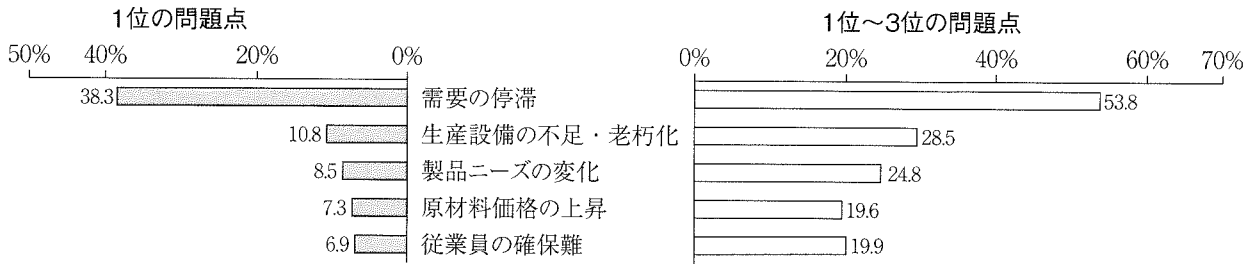 1位の問題点
50% 40% 20% 0%
1位～3位の問題点
0% 20% 40% 60% 70%
38.3 需要の停滞 53.8
10.8 生産設備の不足・老朽化 28.5
8.5 製品ニーズの変化 24.8
7.3 原材料価格の上昇 19.6
6.9 従業員の確保難 19.9